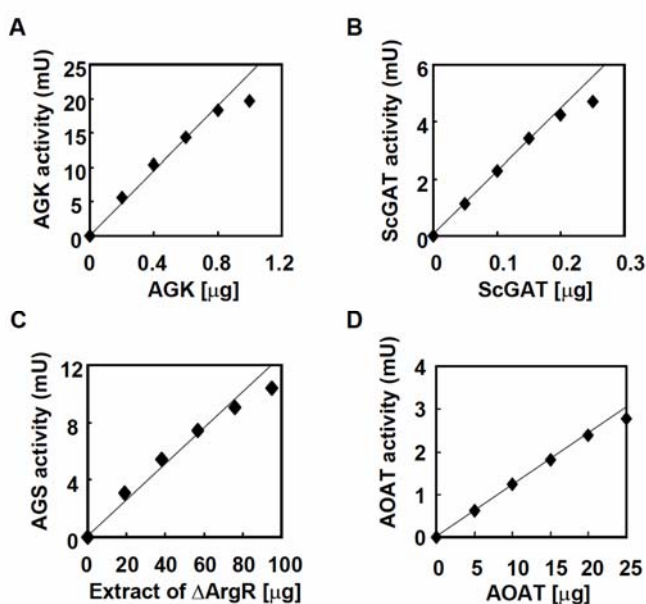 A
AGK activity (mU)
25
20
15
10
5
0
0 0.4 0.8 1.2
AGK [µg]
B
ScGAT activity (mU)
6
4
2
0
0 0.1 0.2 0.3
ScGAT [µg]
C
AGS activity (mU)
12
8
4
0
0 20 40 60 80 100
Extract of ΔArgR [µg]
D
AOAT activity (mU)
4
3
2
1
0
0 5 10 15 20 25
AOAT [µg]